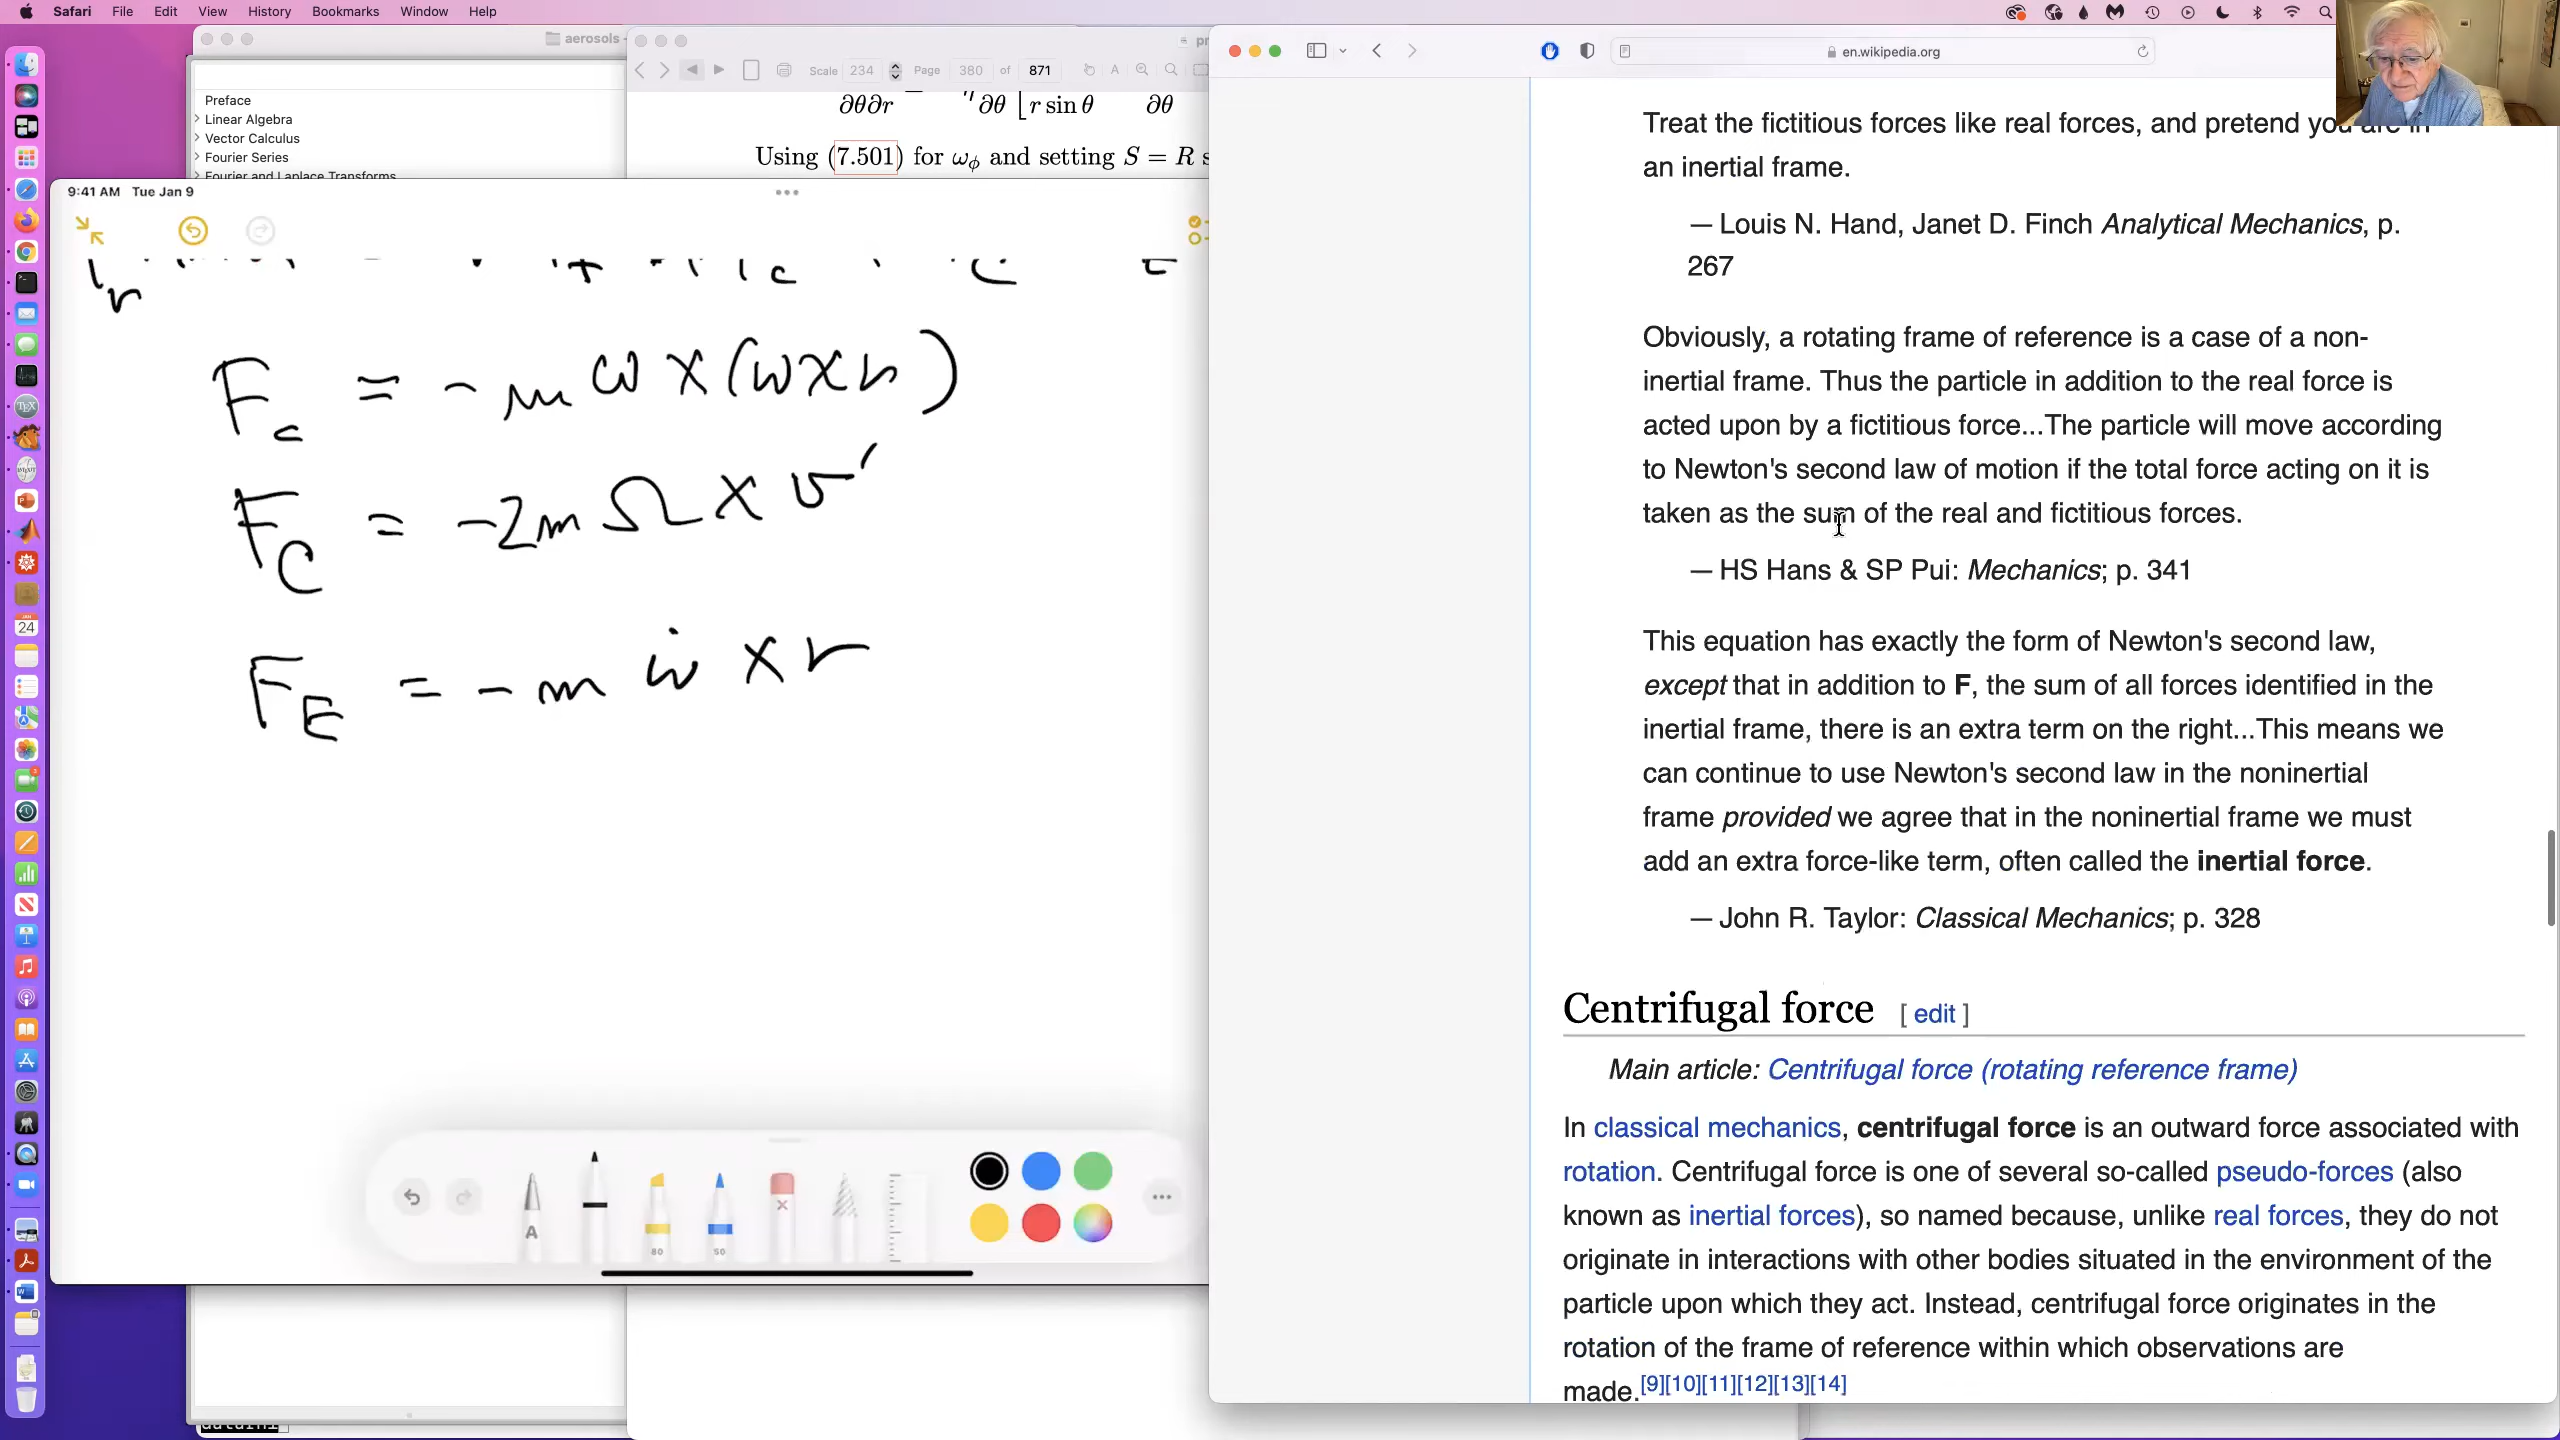 Safari File Edit View History Bookmarks Window Help
aerosols
Preface
Linear Algebra
Vector Calculus
Fourier Series
Fourier and Laplace Transforms
Scale 234 Page 380 of 871
∂θ∂r ∂θ [ r sin θ ∂θ
Using (7.501) for ω_ϕ and setting S = R s
9:41 AM Tue Jan 9
F_c = -m ω × (ω × r)
F_C = -2m Ω × v′
F_E = -m ω̇ × r
A 80 50
JAN
24
en.wikipedia.org
Treat the fictitious forces like real forces, and pretend you are in
an inertial frame.
— Louis N. Hand, Janet D. Finch Analytical Mechanics, p.
267
Obviously, a rotating frame of reference is a case of a non-
inertial frame. Thus the particle in addition to the real force is
acted upon by a fictitious force...The particle will move according
to Newton's second law of motion if the total force acting on it is
taken as the sum of the real and fictitious forces.
— HS Hans & SP Pui: Mechanics; p. 341
This equation has exactly the form of Newton's second law,
except that in addition to F, the sum of all forces identified in the
inertial frame, there is an extra term on the right...This means we
can continue to use Newton's second law in the noninertial
frame provided we agree that in the noninertial frame we must
add an extra force-like term, often called the inertial force.
— John R. Taylor: Classical Mechanics; p. 328
Centrifugal force [ edit ]
Main article: Centrifugal force (rotating reference frame)
In classical mechanics, centrifugal force is an outward force associated with
rotation. Centrifugal force is one of several so-called pseudo-forces (also
known as inertial forces), so named because, unlike real forces, they do not
originate in interactions with other bodies situated in the environment of the
particle upon which they act. Instead, centrifugal force originates in the
rotation of the frame of reference within which observations are
made.[9][10][11][12][13][14]